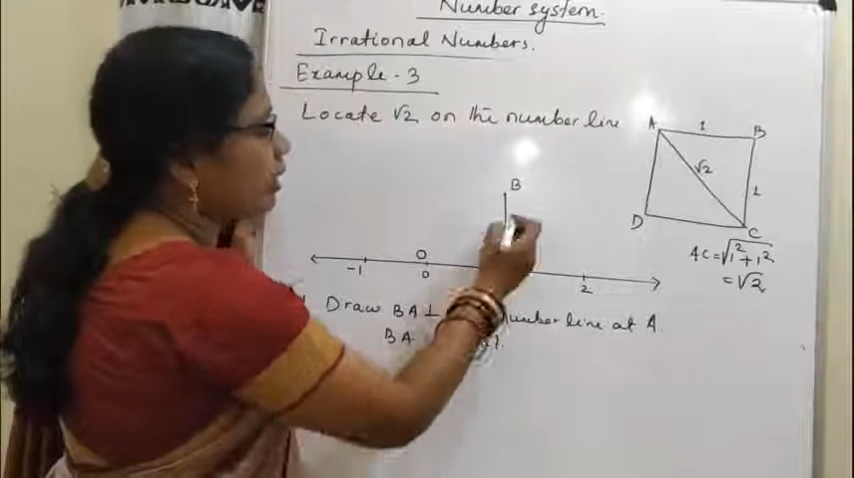 Number system.
Irrational Numbers.
Example - 3
Locate √2 on the number line
A 1 B
√2
1
D
C
AC = √1² + 1²
= √2
B
O
-1 0 2
Draw BA ⊥ number line at A.
BA